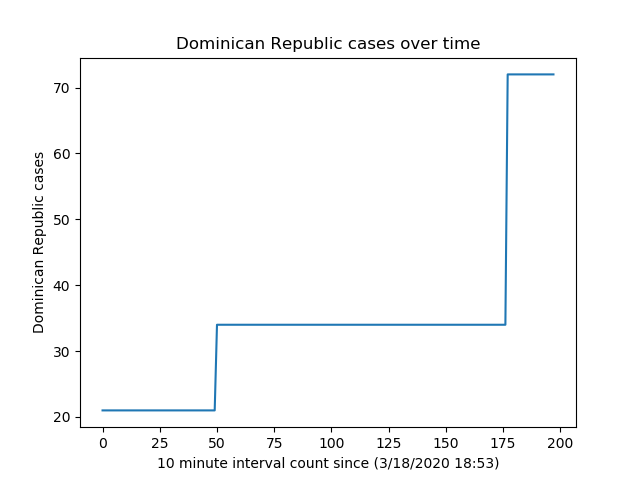 Dominican Republic cases over time
Dominican Republic cases
70
60
50
40
30
20
0 25 50 75 100 125 150 175 200
10 minute interval count since (3/18/2020 18:53)